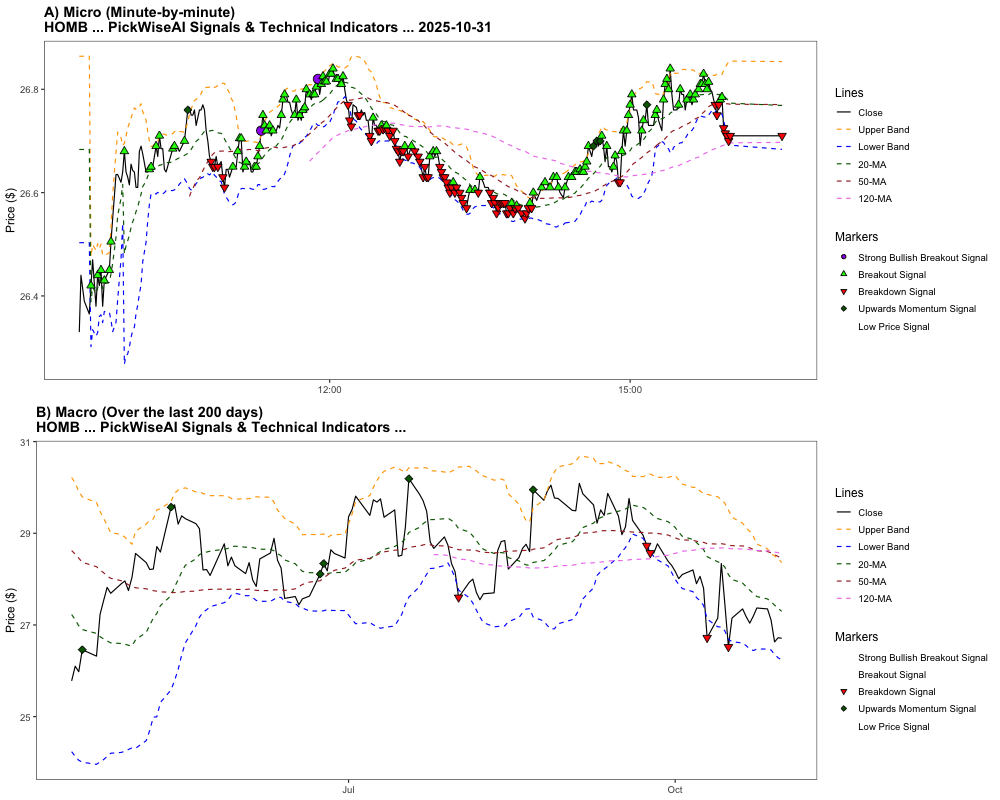 A) Micro (Minute-by-minute)
HOMB ... PickWiseAI Signals & Technical Indicators ... 2025-10-31
Price ($)
26.8
26.6
26.4
12:00
15:00
Lines
Close
Upper Band
Lower Band
20-MA
50-MA
120-MA
Markers
Strong Bullish Breakout Signal
Breakout Signal
Breakdown Signal
Upwards Momentum Signal
Low Price Signal
B) Macro (Over the last 200 days)
HOMB ... PickWiseAI Signals & Technical Indicators ...
Price ($)
31
29
27
25
Jul
Oct
Lines
Close
Upper Band
Lower Band
20-MA
50-MA
120-MA
Markers
Strong Bullish Breakout Signal
Breakout Signal
Breakdown Signal
Upwards Momentum Signal
Low Price Signal